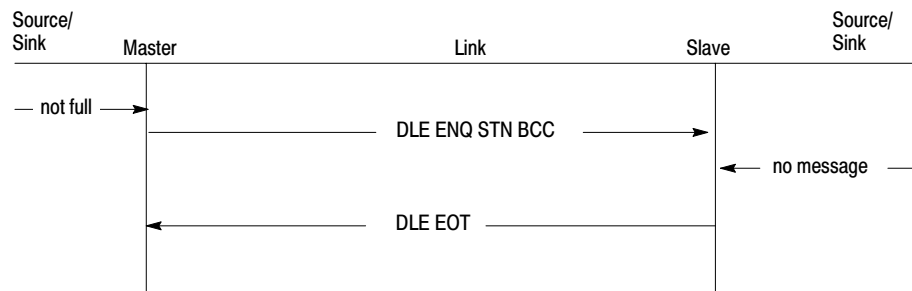 Source/
Sink
Master
Link
Slave
Source/
Sink
not full
DLE ENQ STN BCC
no message
DLE EOT